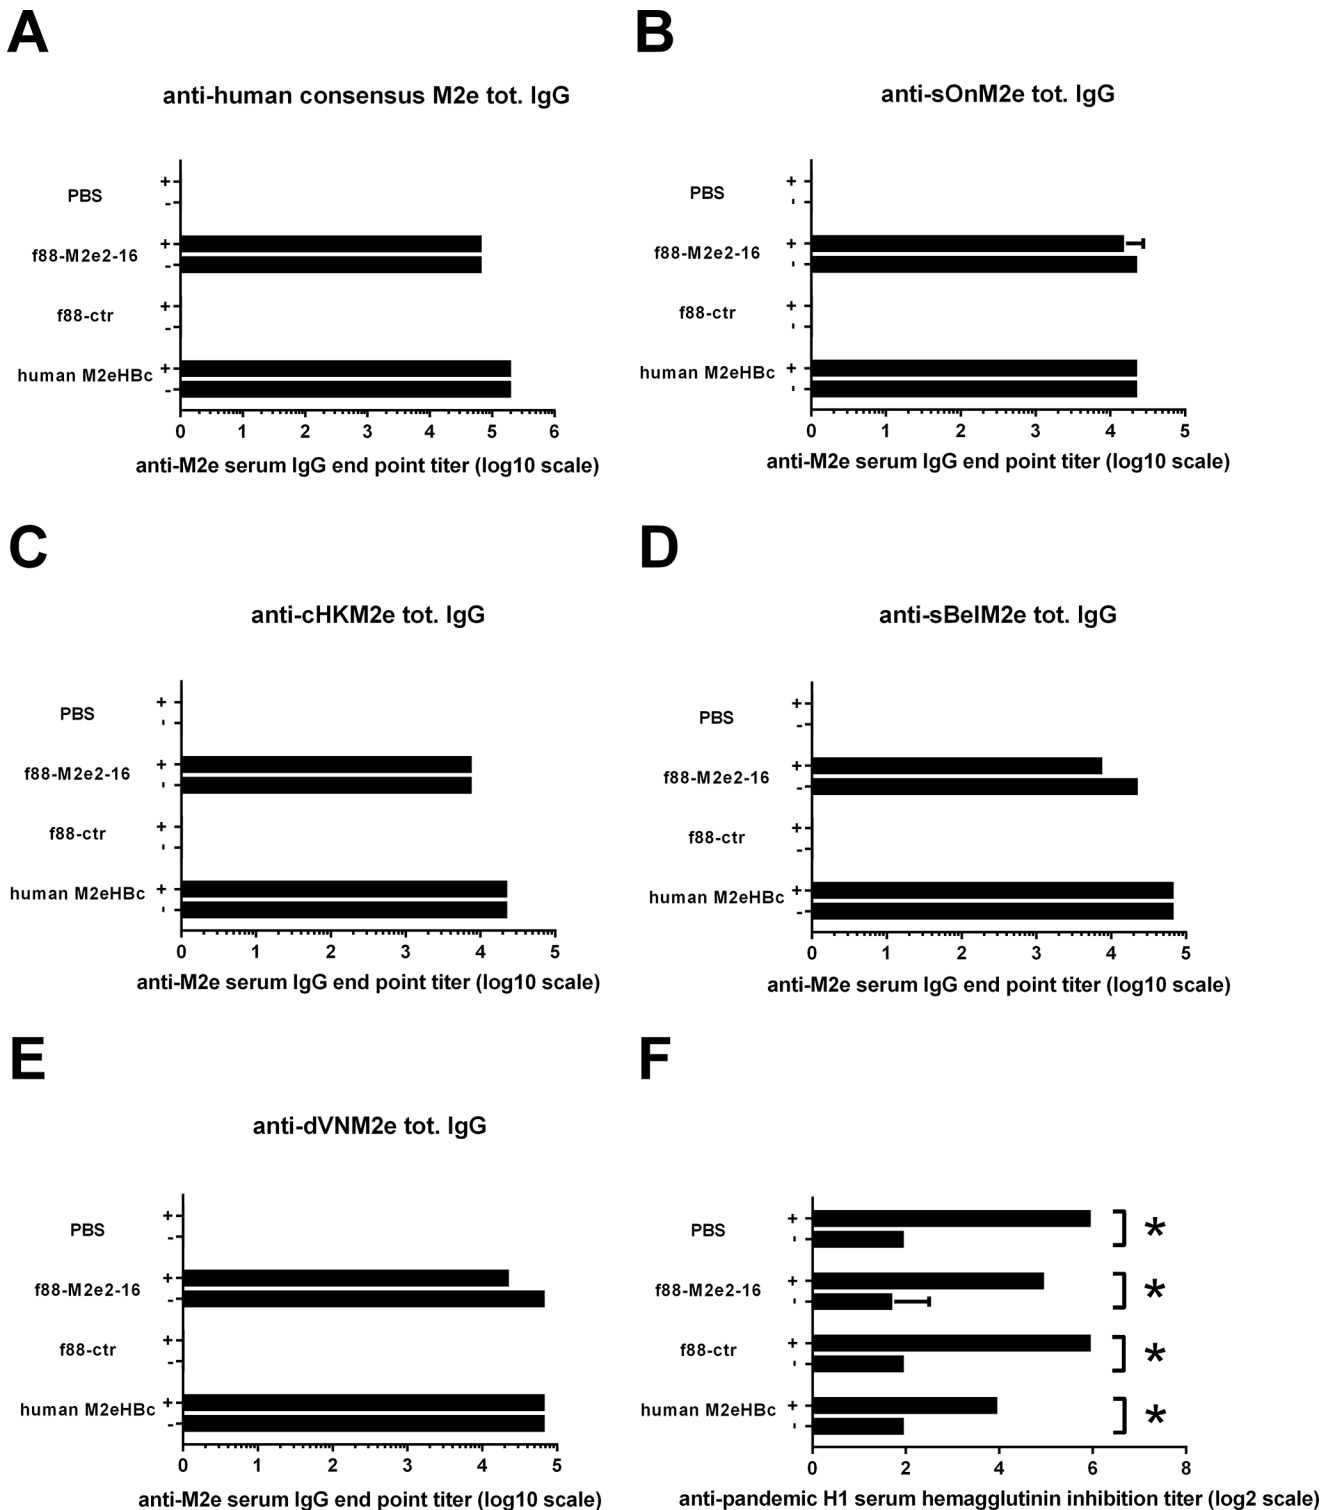 A
anti-human consensus M2e tot. IgG
PBS
+
-
f88-M2e2-16
+
-
f88-ctr
+
-
human M2eHBc
+
-
0 1 2 3 4 5 6
anti-M2e serum IgG end point titer (log10 scale)
B
anti-sOnM2e tot. IgG
PBS
+
-
f88-M2e2-16
+
-
f88-ctr
+
-
human M2eHBc
+
-
0 1 2 3 4 5
anti-M2e serum IgG end point titer (log10 scale)
C
anti-cHKM2e tot. IgG
PBS
+
-
f88-M2e2-16
+
-
f88-ctr
+
-
human M2eHBc
+
-
0 1 2 3 4 5
anti-M2e serum IgG end point titer (log10 scale)
D
anti-sBelM2e tot. IgG
PBS
+
-
f88-M2e2-16
+
-
f88-ctr
+
-
human M2eHBc
+
-
0 1 2 3 4 5
anti-M2e serum IgG end point titer (log10 scale)
E
anti-dVNM2e tot. IgG
PBS
+
-
f88-M2e2-16
+
-
f88-ctr
+
-
human M2eHBc
+
-
0 1 2 3 4 5
anti-M2e serum IgG end point titer (log10 scale)
F
PBS
+
-
*
f88-M2e2-16
+
-
*
f88-ctr
+
-
*
human M2eHBc
+
-
*
0 2 4 6 8
anti-pandemic H1 serum hemagglutinin inhibition titer (log2 scale)